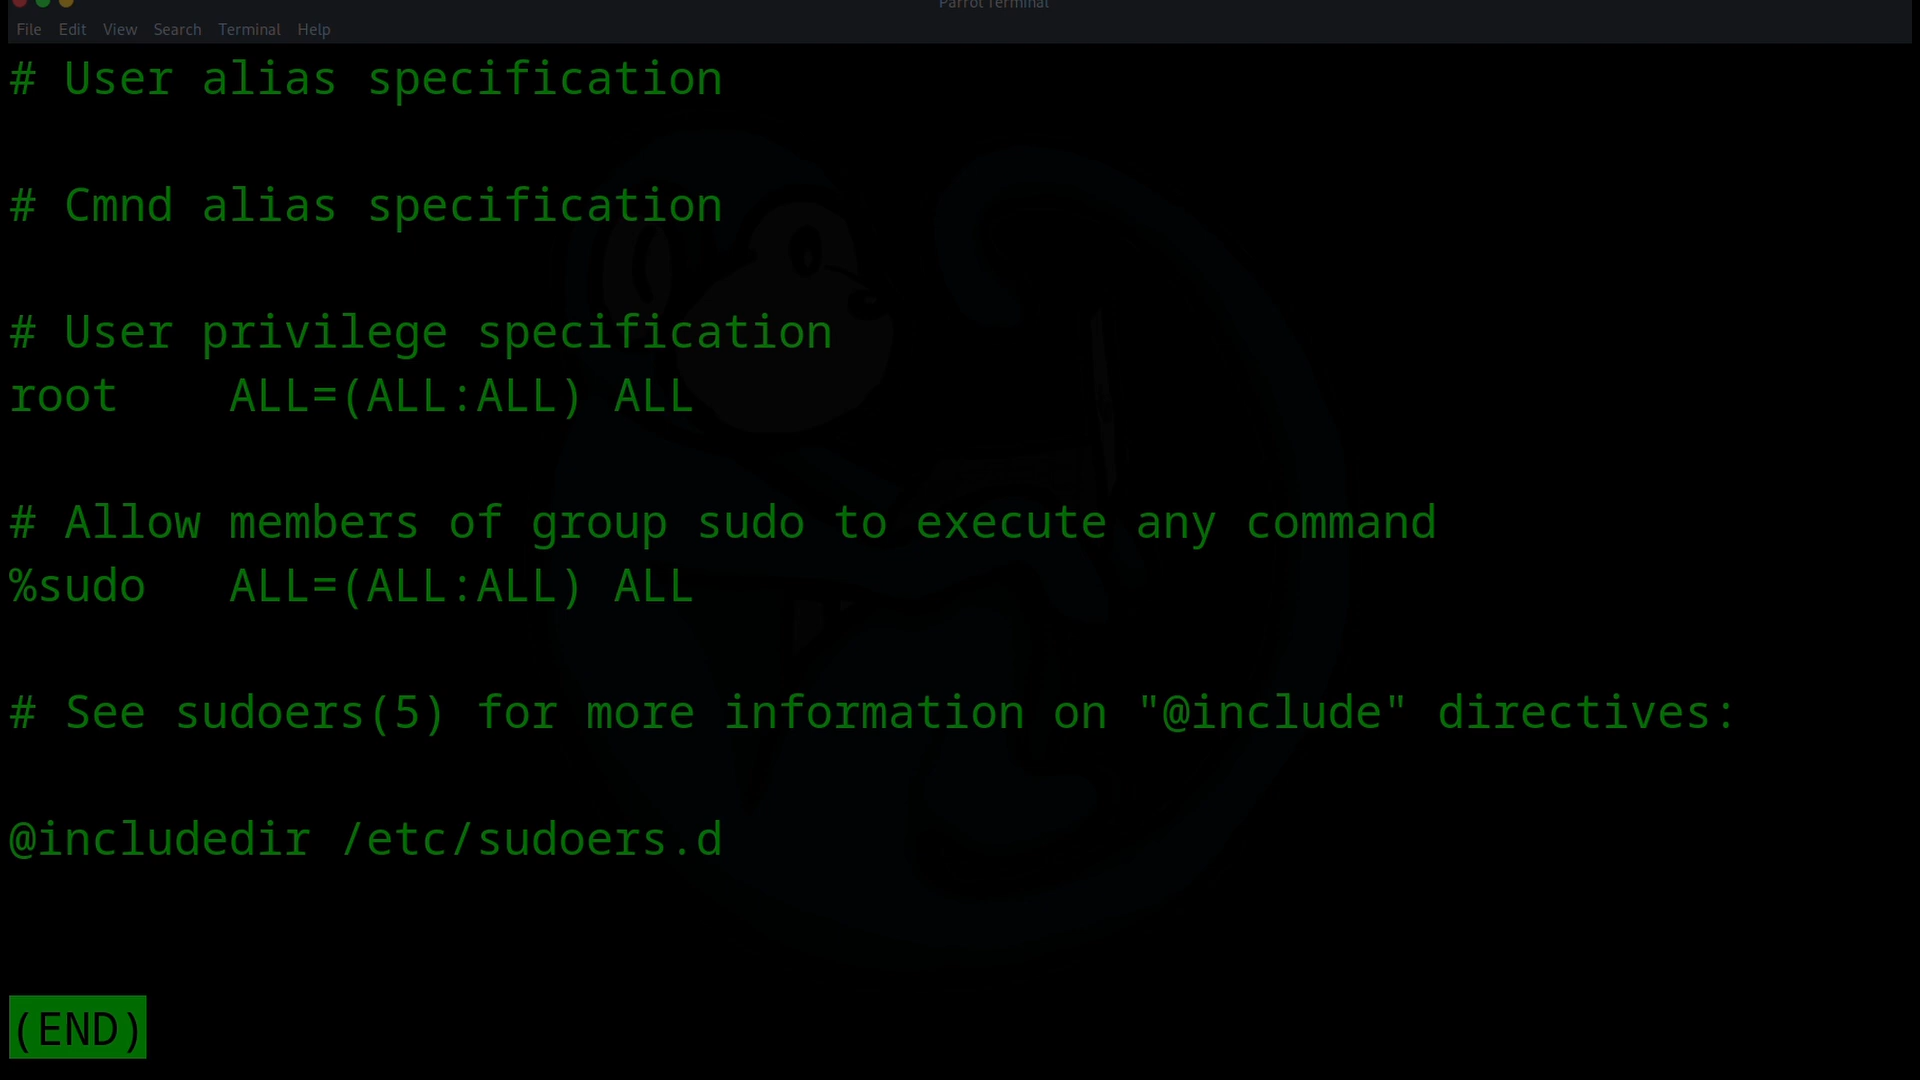 Parrot Terminal
File Edit View Search Terminal Help
# User alias specification
# Cmnd alias specification
# User privilege specification
root    ALL=(ALL:ALL) ALL
# Allow members of group sudo to execute any command
%sudo   ALL=(ALL:ALL) ALL
# See sudoers(5) for more information on "@include" directives:
@includedir /etc/sudoers.d
(END)